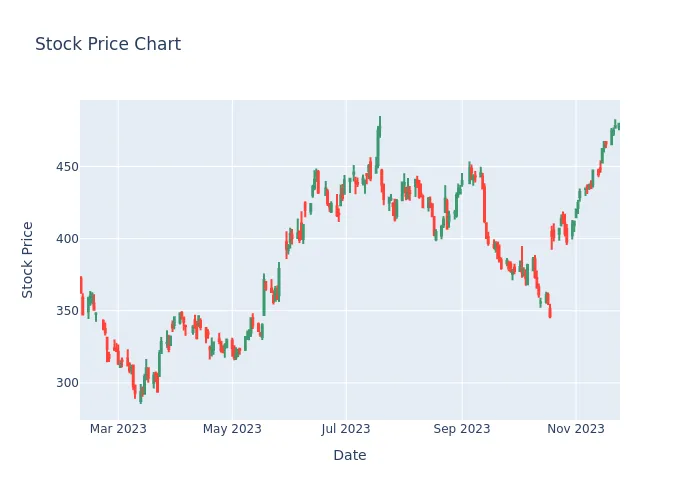 Stock Price Chart
Stock Price
450
400
350
300
Mar 2023
May 2023
Jul 2023
Sep 2023
Nov 2023
Date